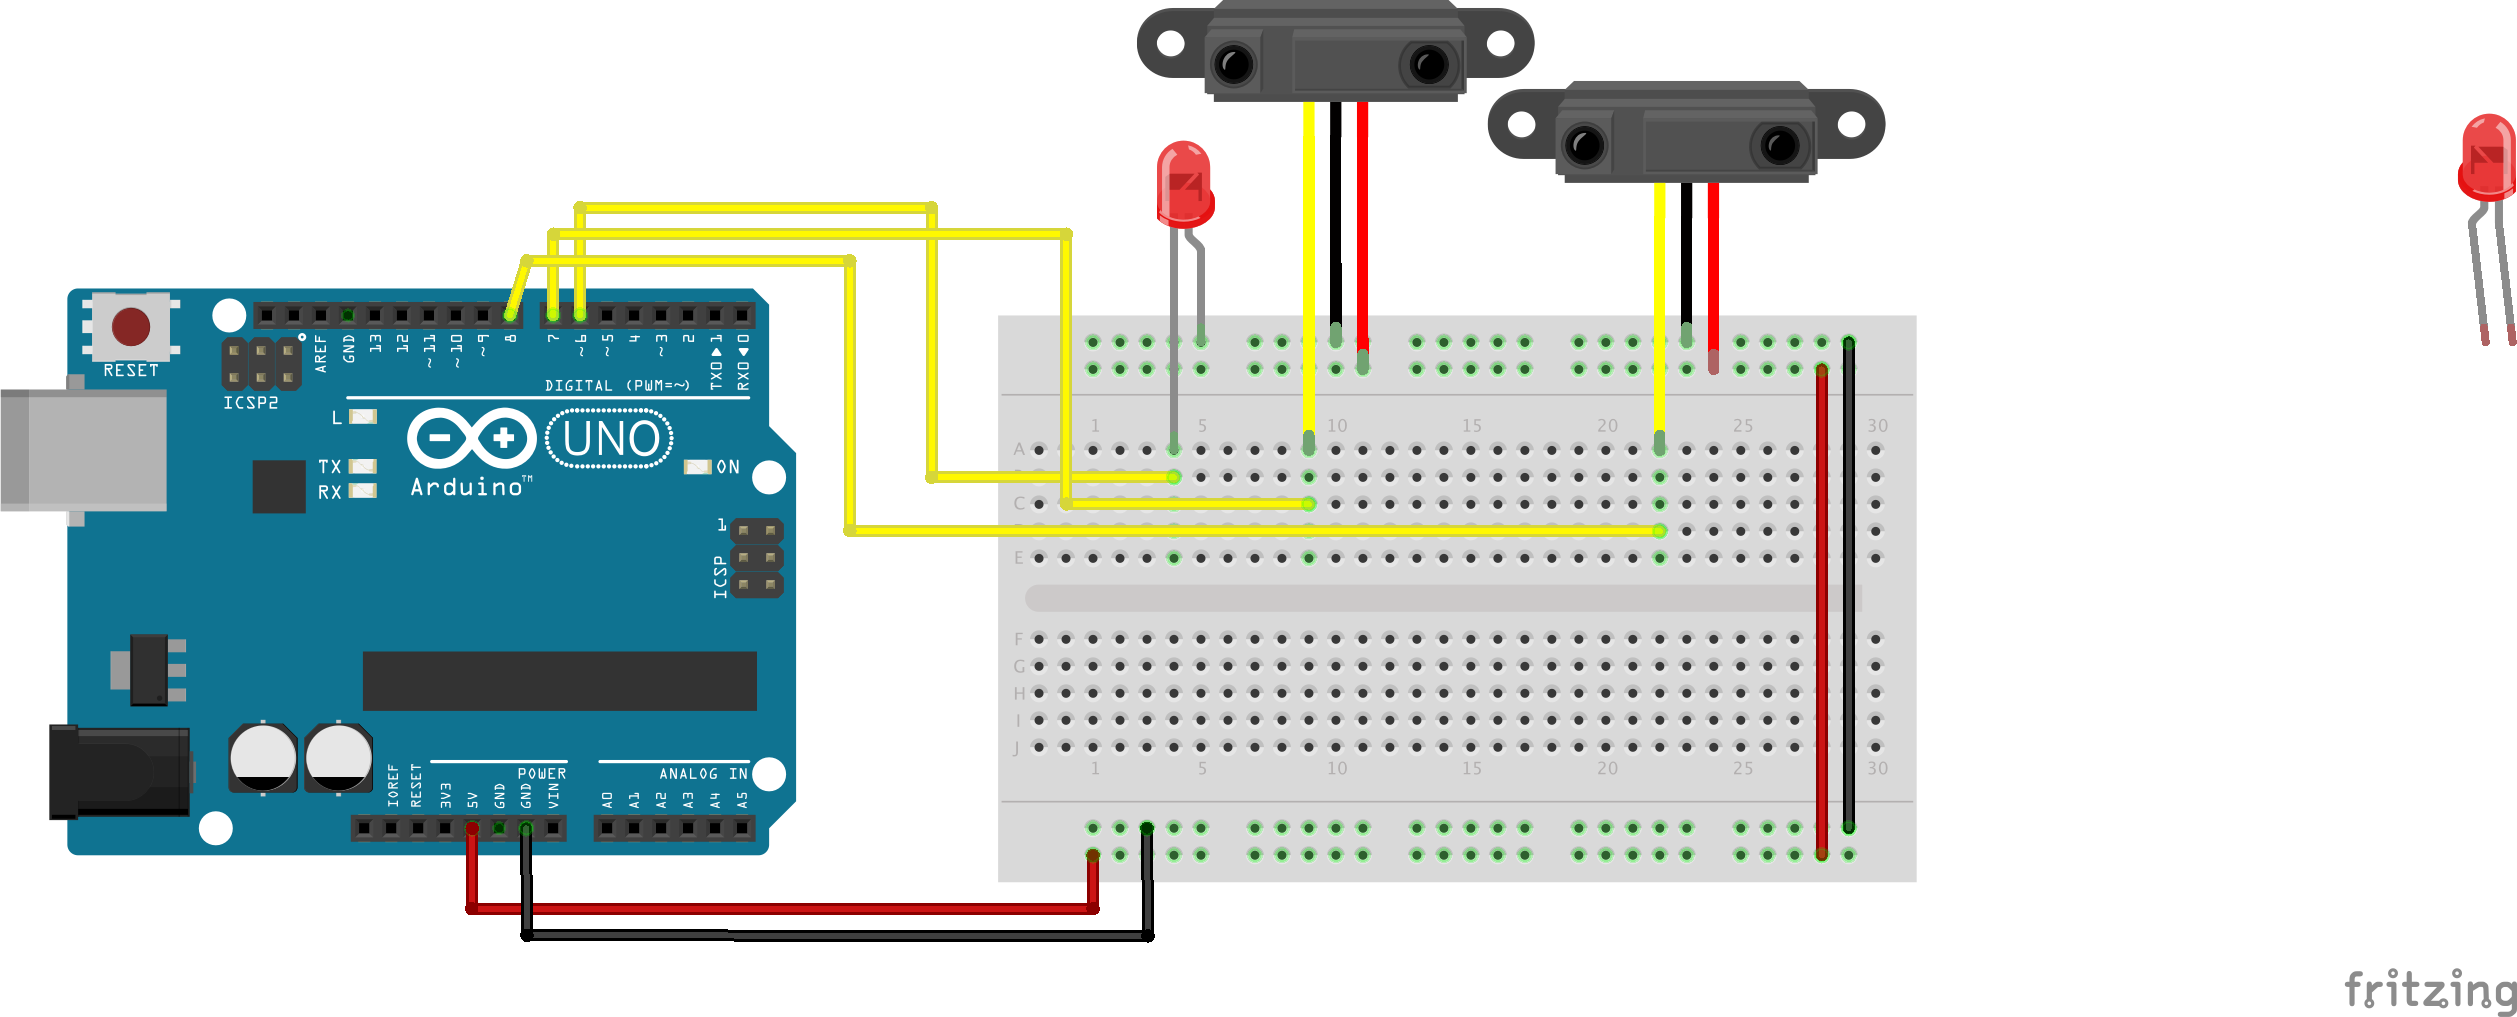 RESET
ICSP2
AREF
GND
13
12
~11
~10
~9
8
7
~6
~5
4
~3
2
TX0 1
RX0 0
DIGITAL (PWM=~)
L
TX
RX
UNO
ON
Arduino™
1
ICSP
IOREF
RESET
3V3
5V
GND
GND
VIN
POWER
ANALOG IN
A0
A1
A2
A3
A4
A5
1 5 10 15 20 25 30
A
C
E
F
G
H
I
J
1 5 10 15 20 25 30
fritzing